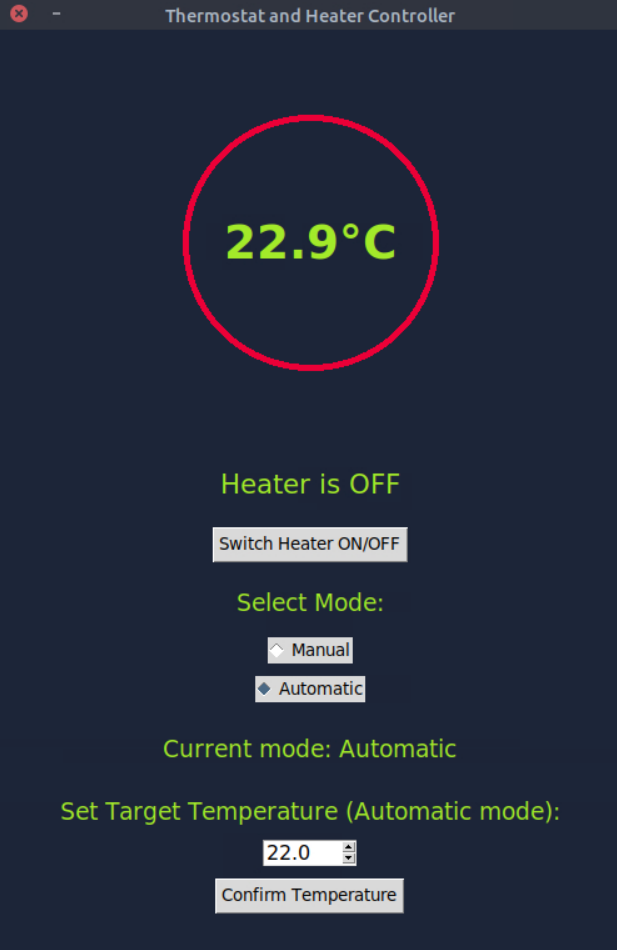 Thermostat and Heater Controller
22.9°C
Heater is OFF
Switch Heater ON/OFF
Select Mode:
Manual
Automatic
Current mode: Automatic
Set Target Temperature (Automatic mode):
22.0
Confirm Temperature